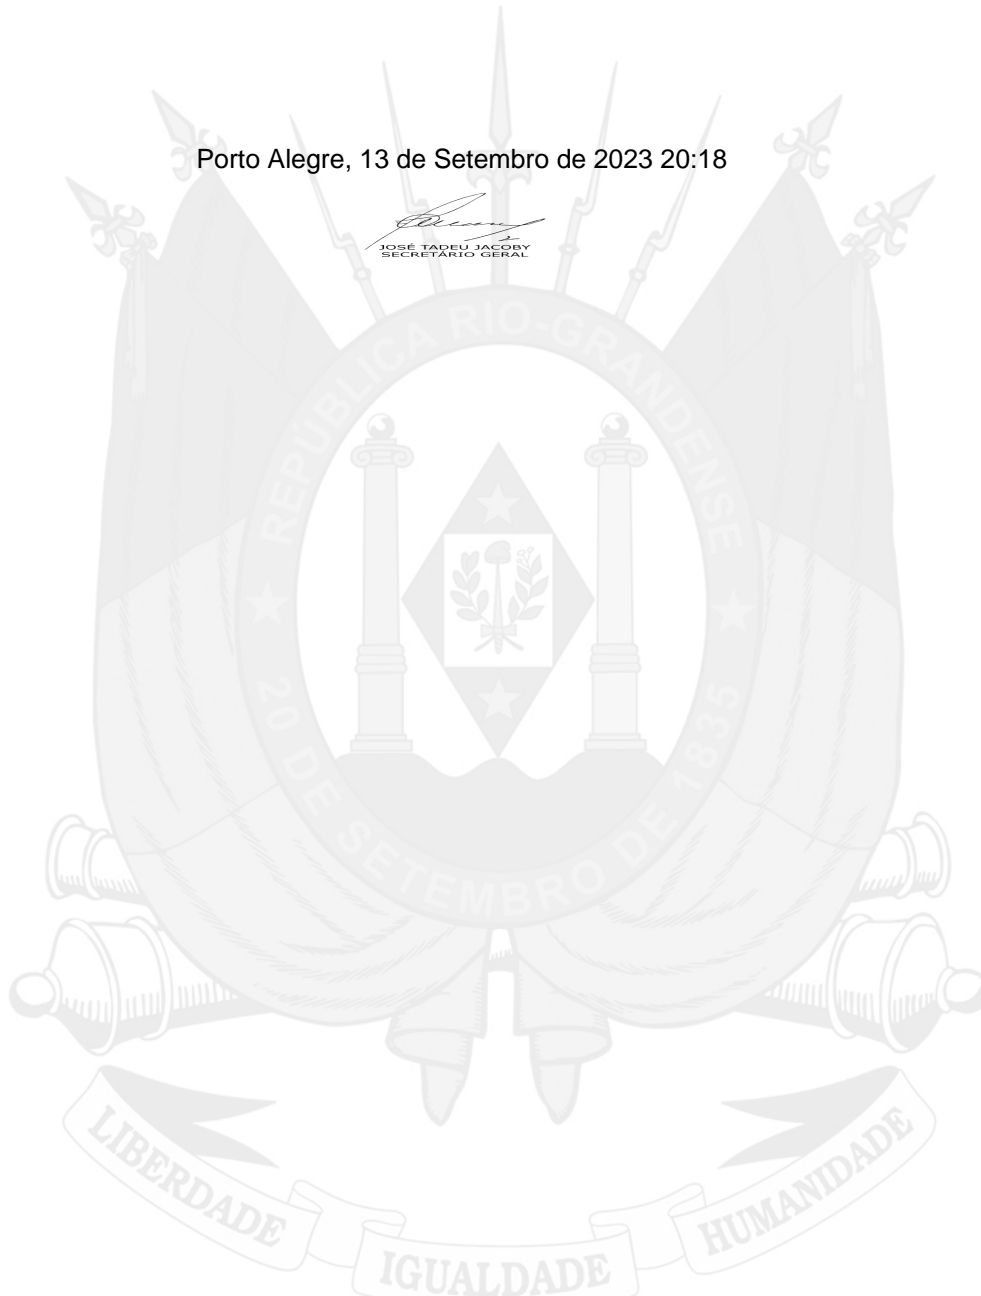 Porto Alegre, 13 de Setembro de 2023 20:18
JOSÉ TADEU JACOBY
SECRETÁRIO GERAL
REPÚBLICA RIO-GRANDENSE
20 DE SETEMBRO DE 1835
LIBERDADE
IGUALDADE
HUMANIDADE